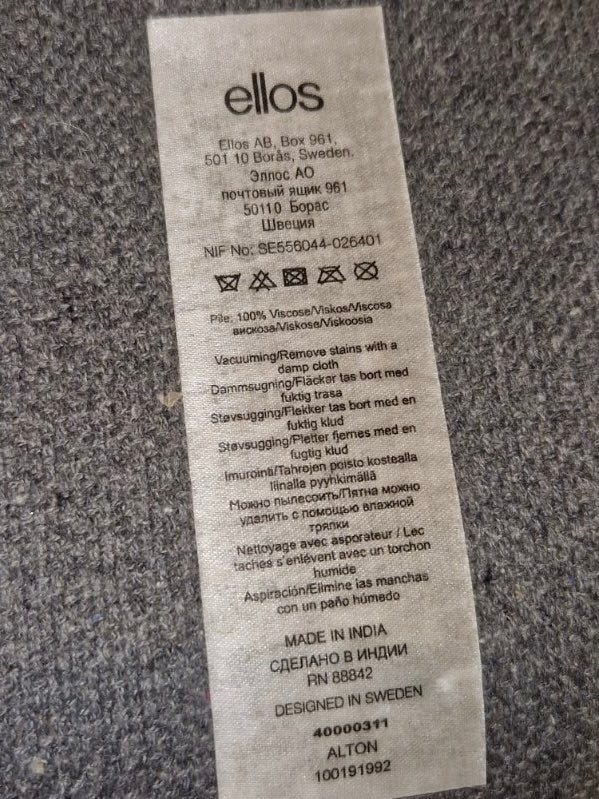 ellos
Ellos AB, Box 961,
501 10 Borås, Sweden.
Эллос АО
почтовый ящик 961
50110 Борас
Швеция
NIF No: SE556044-026401
Pile: 100% Viscose/Viskos/Viscosa
вискоза/Viskose/Viskoosia
Vacuuming/Remove stains with a
damp cloth
Dammsugning/Fläckar tas bort med
fuktig trasa
Støvsugging/Flekker tas bort med en
fuktig klud
Støvsugging/Pletter fjernes med en
fugtig klud
Imurointi/Tahrojen poisto kostealla
liinalla pyyhkimällä
Можно пылесоить/Пятна можно
удалить с помощью влажной
тряпки
Nettoyage avec asporateur / Lec
taches s'enlévent avec un torchon
humide
Aspiración/Elimine las manchas
con un paño húmedo
MADE IN INDIA
СДЕЛАНО В ИНДИИ
RN 88842
DESIGNED IN SWEDEN
40000311
ALTON
100191992